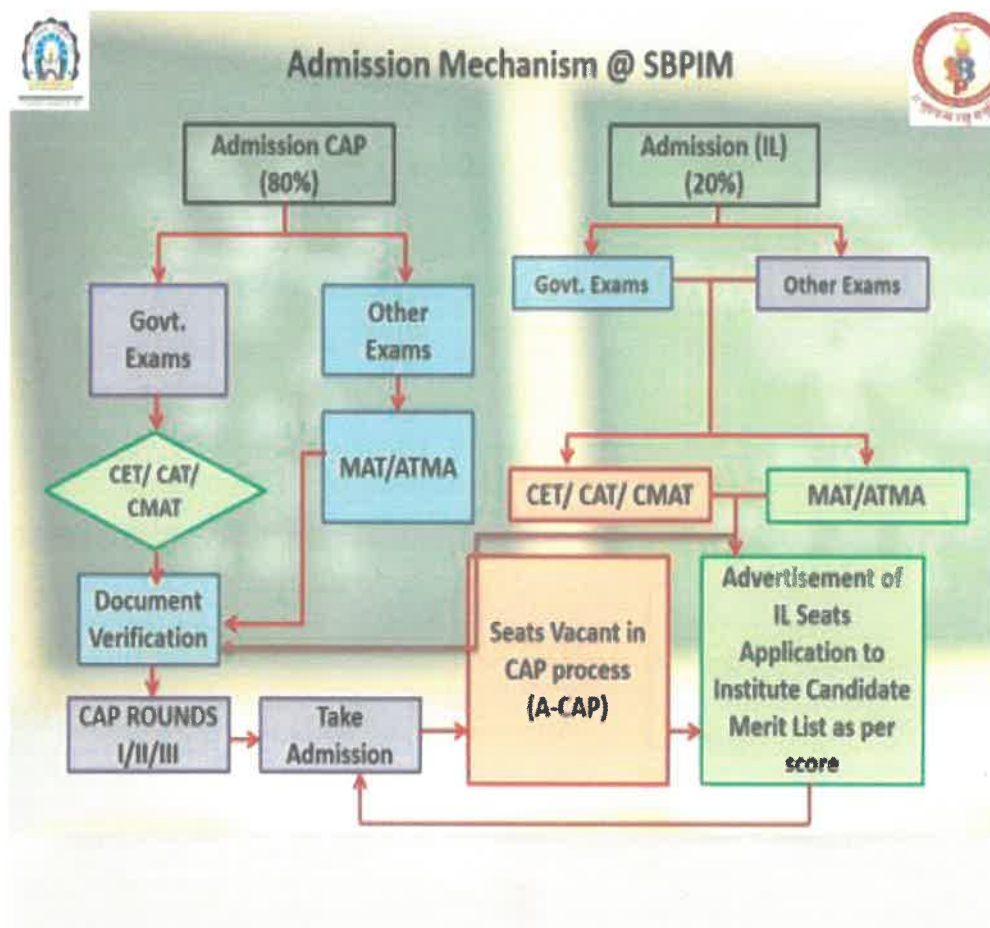 Admission Mechanism @ SBPIM
Admission CAP
(80%)
Admission (IL)
(20%)
Govt.
Exams
Other
Exams
Govt. Exams
Other Exams
CET/ CAT/
CMAT
MAT/ATMA
CET/ CAT/ CMAT
MAT/ATMA
Document
Verification
Seats Vacant in
CAP process
(A-CAP)
Advertisement of
IL Seats
Application to
Institute Candidate
Merit List as per
score
CAP ROUNDS
I/II/III
Take
Admission